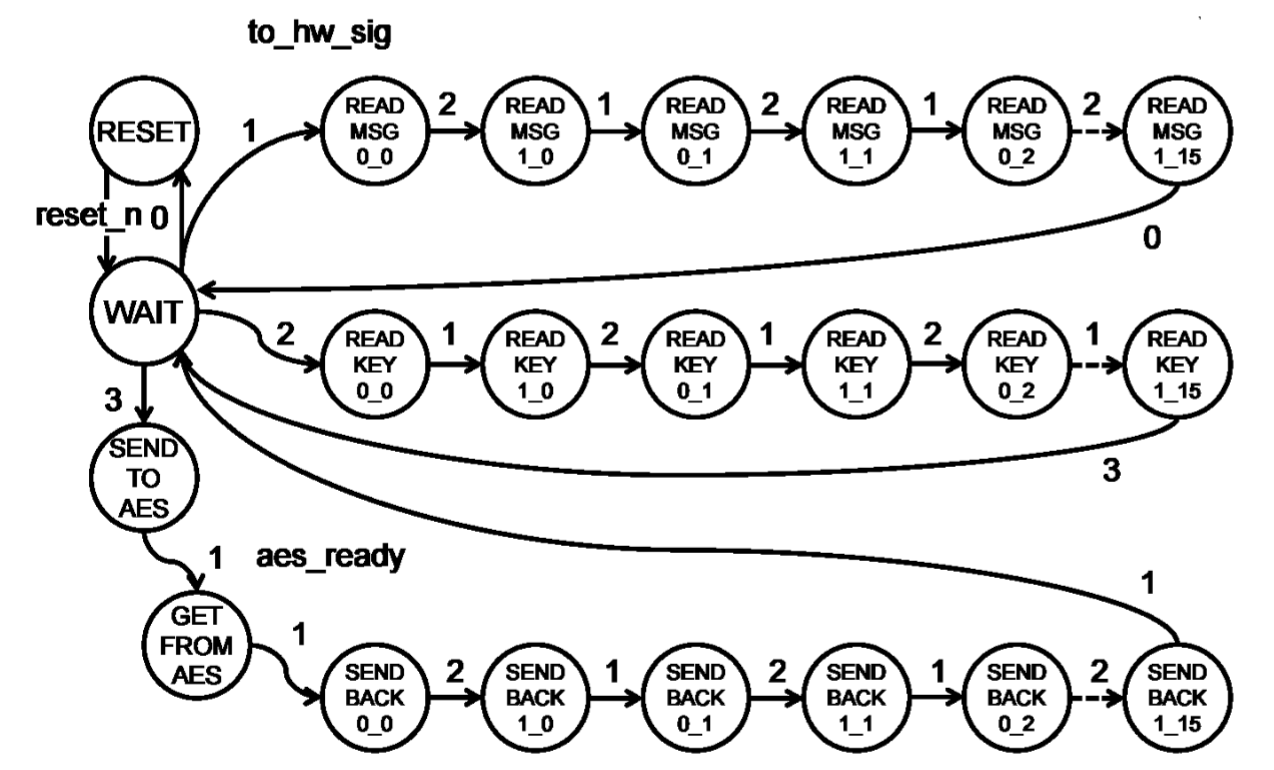 to_hw_sig
RESET
1
READ
MSG
0_0
2
READ
MSG
1_0
1
READ
MSG
0_1
2
READ
MSG
1_1
1
READ
MSG
0_2
2
READ
MSG
1_15
reset_n
0
0
WAIT
2
READ
KEY
0_0
1
READ
KEY
1_0
2
READ
KEY
0_1
1
READ
KEY
1_1
2
READ
KEY
0_2
1
READ
KEY
1_15
3
3
SEND
TO
AES
1
aes_ready
1
GET
FROM
AES
1
SEND
BACK
0_0
2
SEND
BACK
1_0
1
SEND
BACK
0_1
2
SEND
BACK
1_1
1
SEND
BACK
0_2
2
SEND
BACK
1_15